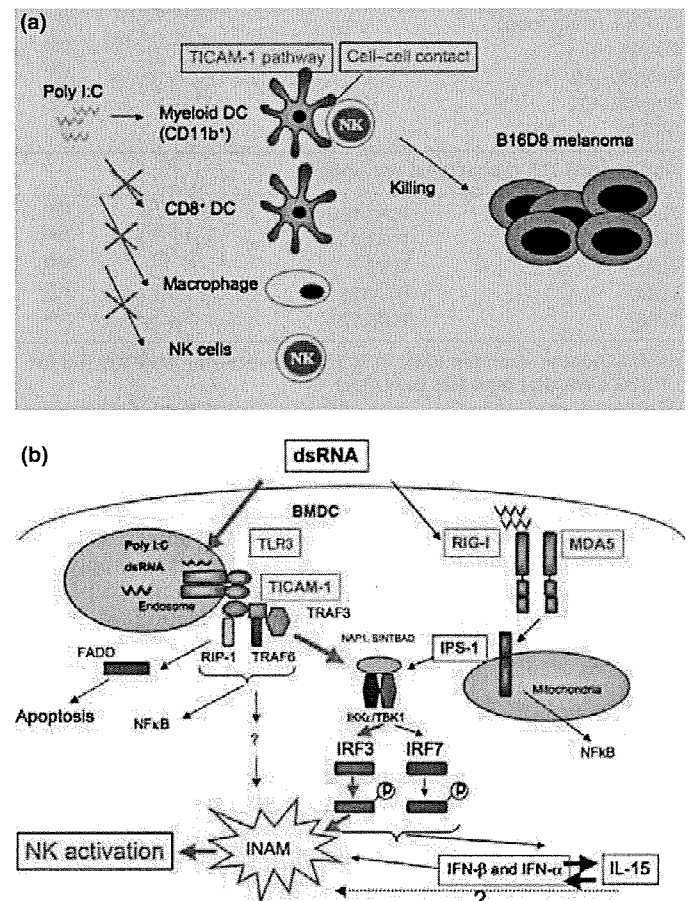 (a)
TICAM-1 pathway
Cell–cell contact
Poly I:C
Myeloid DC
(CD11b⁺)
NK
B16D8 melanoma
Killing
CD8⁺ DC
Macrophage
NK cells
NK
(b)
dsRNA
BMDC
Poly I:C
dsRNA
Endosome
TLR3
TICAM-1
RIG-I
MDA5
TRAF3
FADD
RIP-1
TRAF6
NAP1, SINTBAD
IPS-1
Mitochondria
Apoptosis
NFκB
/TBK1
NFκB
?
IRF3
IRF7
P
P
NK activation
INAM
IFN-β and IFN-α
IL-15
?